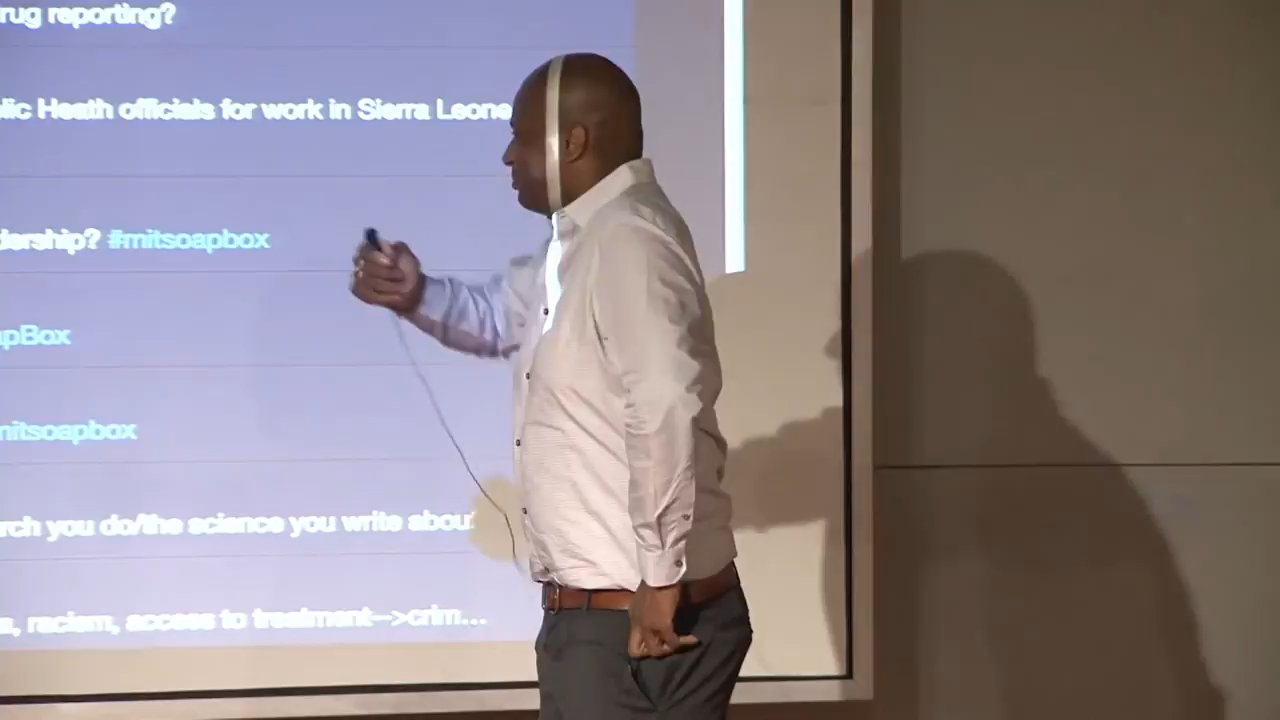 rug reporting?
lic Heath officials for work in Sierra Leone
dership? #mitsoapbox
apBox
mitsoapbox
rch you do/the science you write about
racism, access to treatment-->crim...